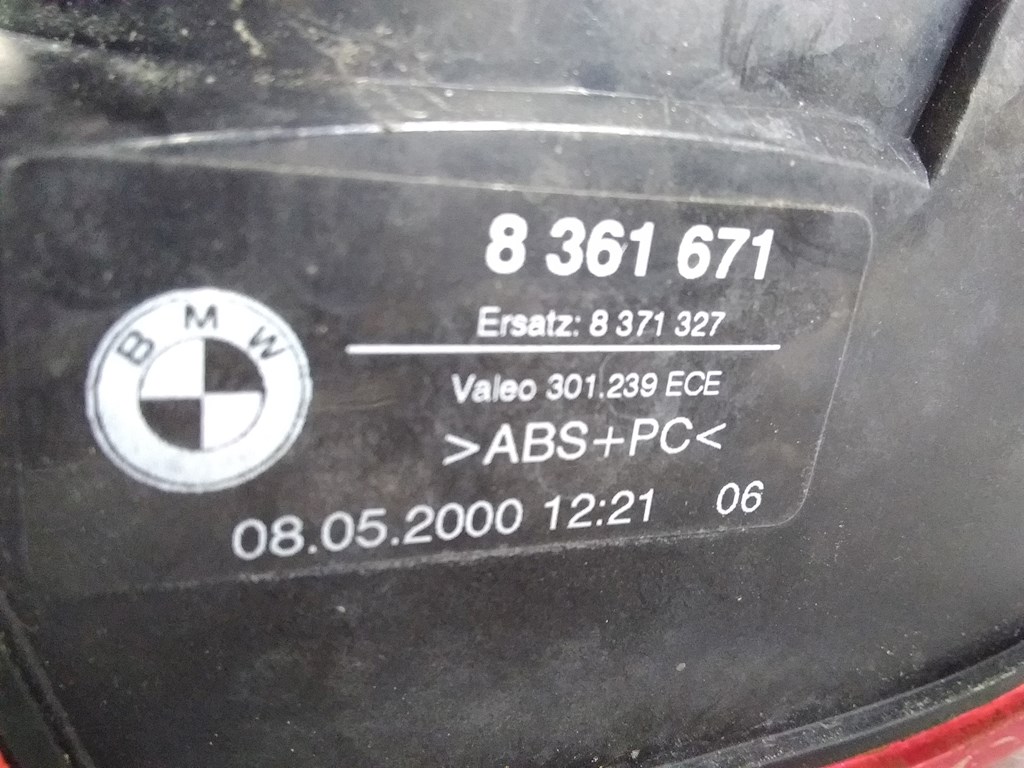 8 361 671
Ersatz: 8 371 327
BMW
Valeo 301.239 ECE
>ABS+PC<
08.05.2000 12:21 06